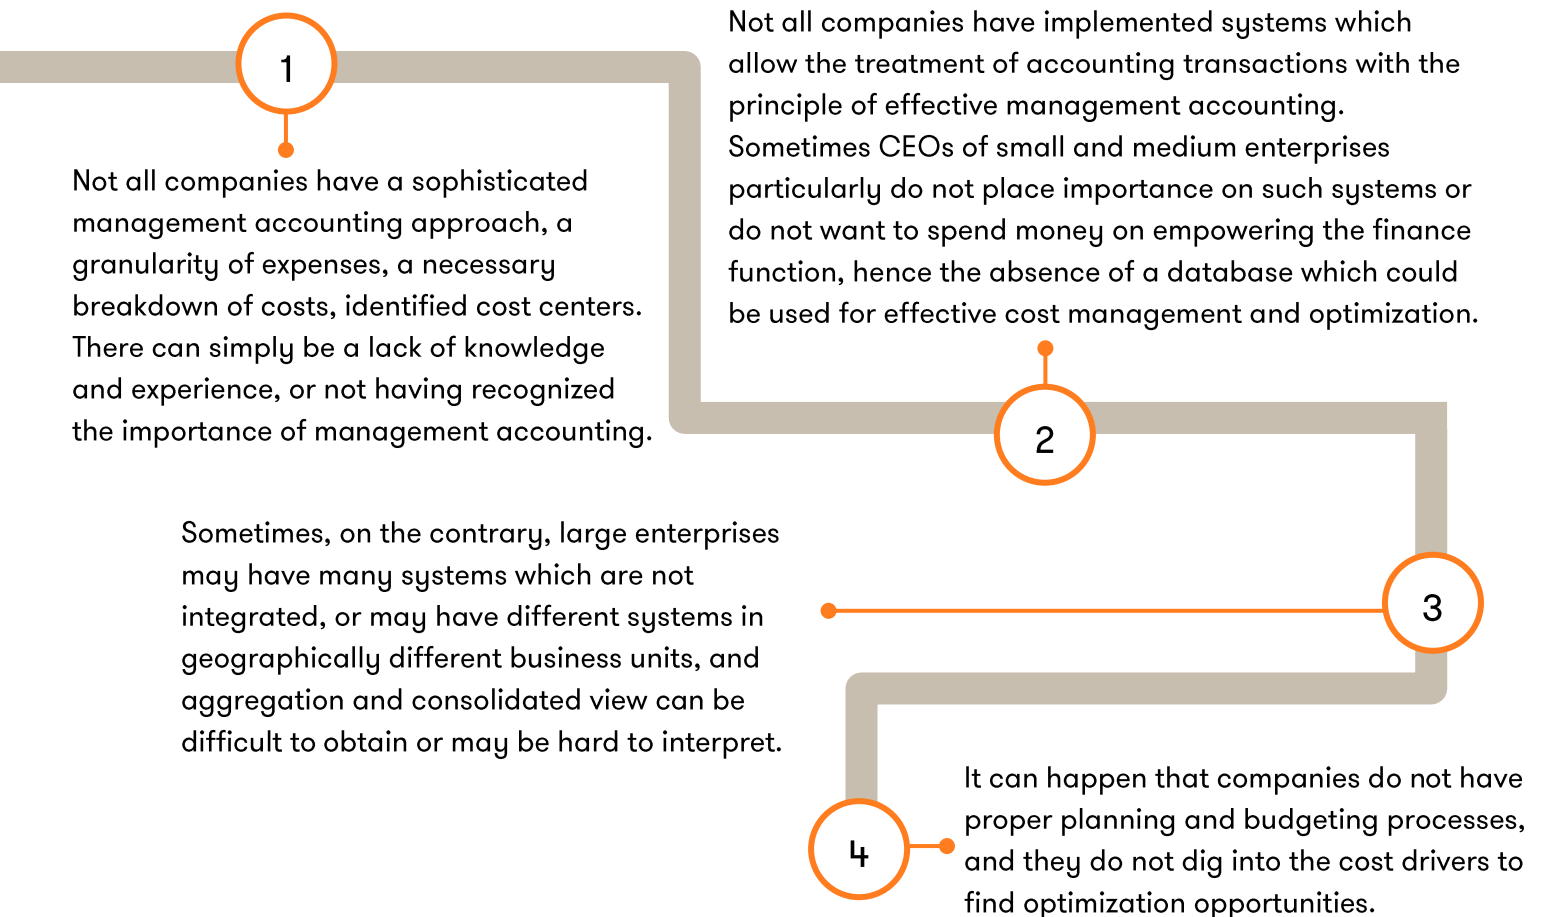 1
Not all companies have a sophisticated
management accounting approach, a
granularity of expenses, a necessary
breakdown of costs, identified cost centers.
There can simply be a lack of knowledge
and experience, or not having recognized
the importance of management accounting.
Not all companies have implemented systems which
allow the treatment of accounting transactions with the
principle of effective management accounting.
Sometimes CEOs of small and medium enterprises
particularly do not place importance on such systems or
do not want to spend money on empowering the finance
function, hence the absence of a database which could
be used for effective cost management and optimization.
2
Sometimes, on the contrary, large enterprises
may have many systems which are not
integrated, or may have different systems in
geographically different business units, and
aggregation and consolidated view can be
difficult to obtain or may be hard to interpret.
3
4
It can happen that companies do not have
proper planning and budgeting processes,
and they do not dig into the cost drivers to
find optimization opportunities.